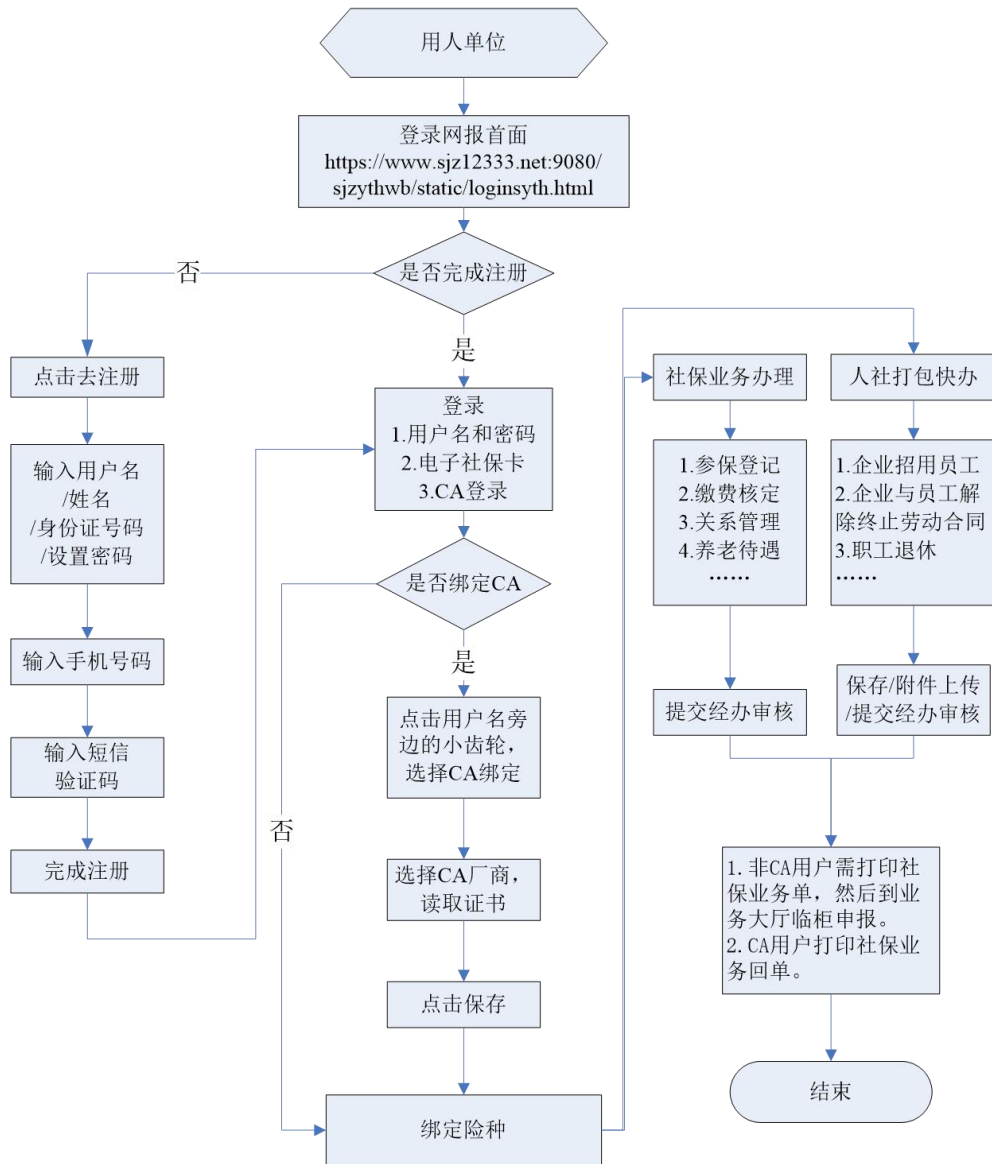 用人单位
登录网报首面
https://www.sjz12333.net:9080/
sjzythwb/static/loginsyth.html
是否完成注册
否
是
点击去注册
输入用户名
/姓名
/身份证号码
/设置密码
输入手机号码
输入短信
验证码
完成注册
登录
1.用户名和密码
2.电子社保卡
3.CA登录
是否绑定CA
是
否
点击用户名旁
边的小齿轮，
选择CA绑定
选择CA厂商，
读取证书
点击保存
绑定险种
社保业务办理
1.参保登记
2.缴费核定
3.关系管理
4.养老待遇
……
提交经办审核
人社打包快办
1.企业招用员工
2.企业与员工解
除终止劳动合同
3.职工退休
……
保存/附件上传
/提交经办审核
1. 非CA用户需打印社
保业务单，然后到业
务大厅临柜申报。
2. CA用户打印社保业
务回单。
结束